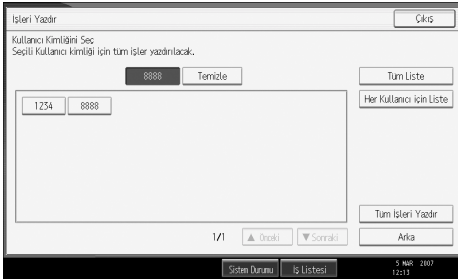 İşleri Yazdır
Çıkış
Kullanıcı Kimliğini Seç
Seçili Kullanıcı kimliği için tüm işler yazdırılacak.
8888 Temizle
Tüm Liste
1234 8888
Her Kullanıcı için Liste
Tüm İşleri Yazdır
1/1 ▲ Önceki ▼ Sonraki
Arka
Sistem Durumu İş Listesi
5 MAR 2007
12:13